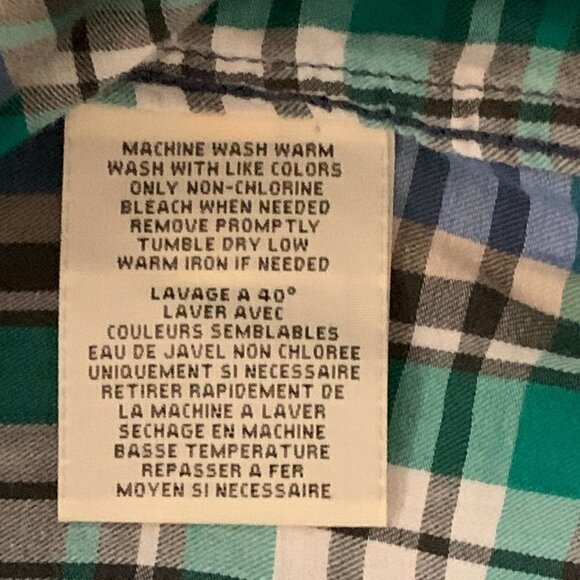 MACHINE WASH WARM
WASH WITH LIKE COLORS
ONLY NON-CHLORINE
BLEACH WHEN NEEDED
REMOVE PROMPTLY
TUMBLE DRY LOW
WARM IRON IF NEEDED
LAVAGE A 40°
LAVER AVEC
COULEURS SEMBLABLES
EAU DE JAVEL NON CHLOREE
UNIQUEMENT SI NECESSAIRE
RETIRER RAPIDEMENT DE
LA MACHINE A LAVER
SECHAGE EN MACHINE
BASSE TEMPERATURE
REPASSER A FER
MOYEN SI NECESSAIRE